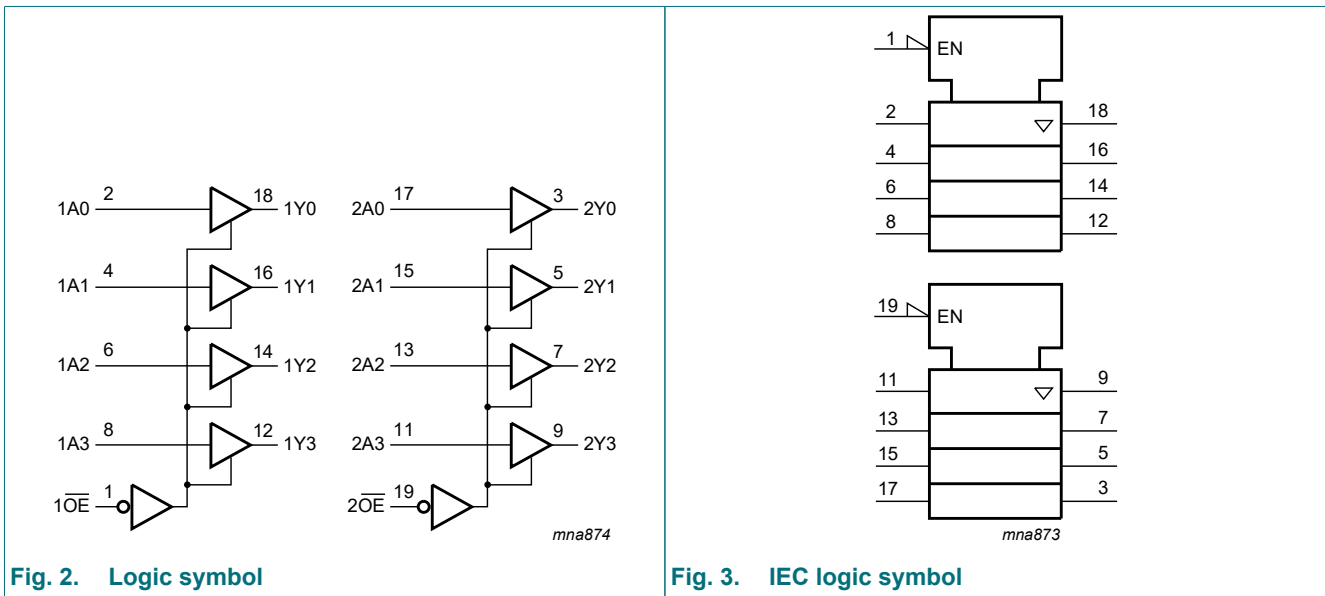 1A0 2 18 1Y0
1A1 4 16 1Y1
1A2 6 14 1Y2
1A3 8 12 1Y3
1O̅E̅ 1
2A0 17 3 2Y0
2A1 15 5 2Y1
2A2 13 7 2Y2
2A3 11 9 2Y3
2O̅E̅ 19
mna874
Fig. 2. Logic symbol
1 EN
2 18
4 16
6 14
8 12
19 EN
11 9
13 7
15 5
17 3
mna873
Fig. 3. IEC logic symbol